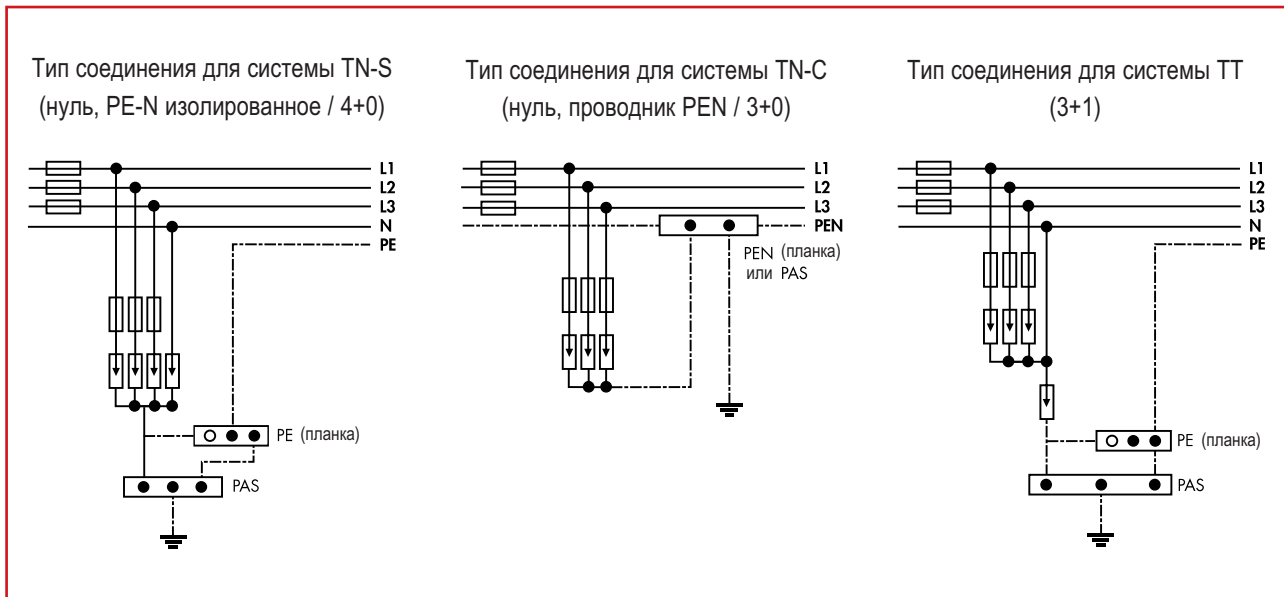 Тип соединения для системы TN-S
(нуль, PE-N изолированное / 4+0)
L1
L2
L3
N
PE
PE (планка)
PAS
Тип соединения для системы TN-C
(нуль, проводник PEN / 3+0)
L1
L2
L3
PEN
PEN (планка)
или PAS
Тип соединения для системы TT
(3+1)
L1
L2
L3
N
PE
PE (планка)
PAS